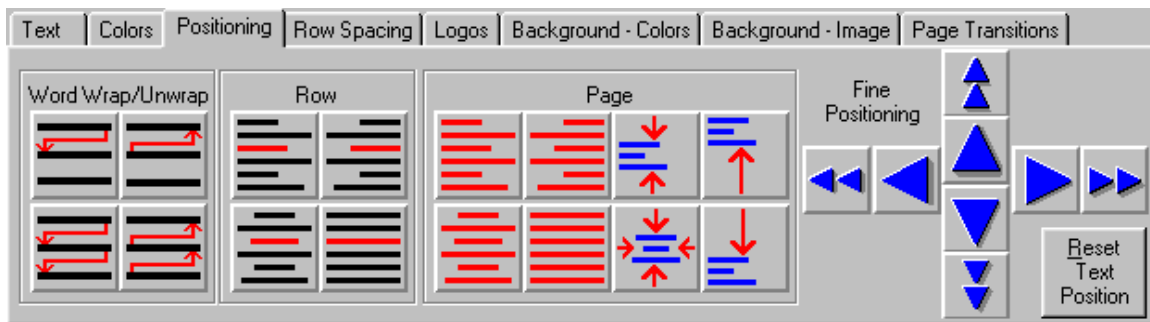 Text Colors Positioning Row Spacing Logos Background - Colors Background - Image Page Transitions
Word Wrap/Unwrap
Row
Page
Fine
Positioning
Reset
Text
Position